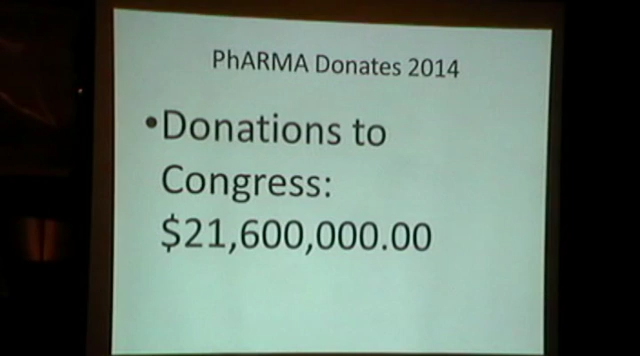 PhARMA Donates 2014
•Donations to
Congress:
$21,600,000.00